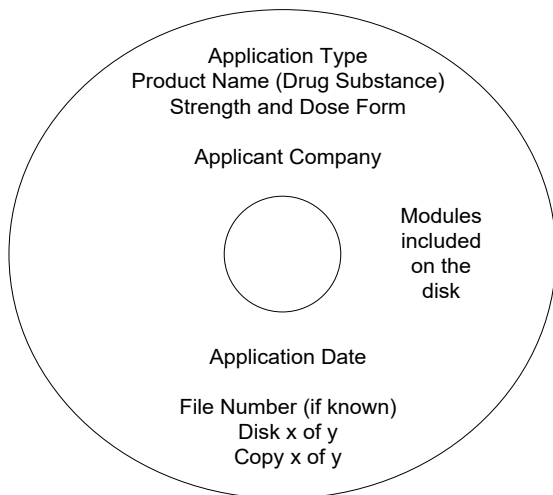 Application Type
Product Name (Drug Substance)
Strength and Dose Form
Applicant Company
Modules
included
on the
disk
Application Date
File Number (if known)
Disk x of y
Copy x of y